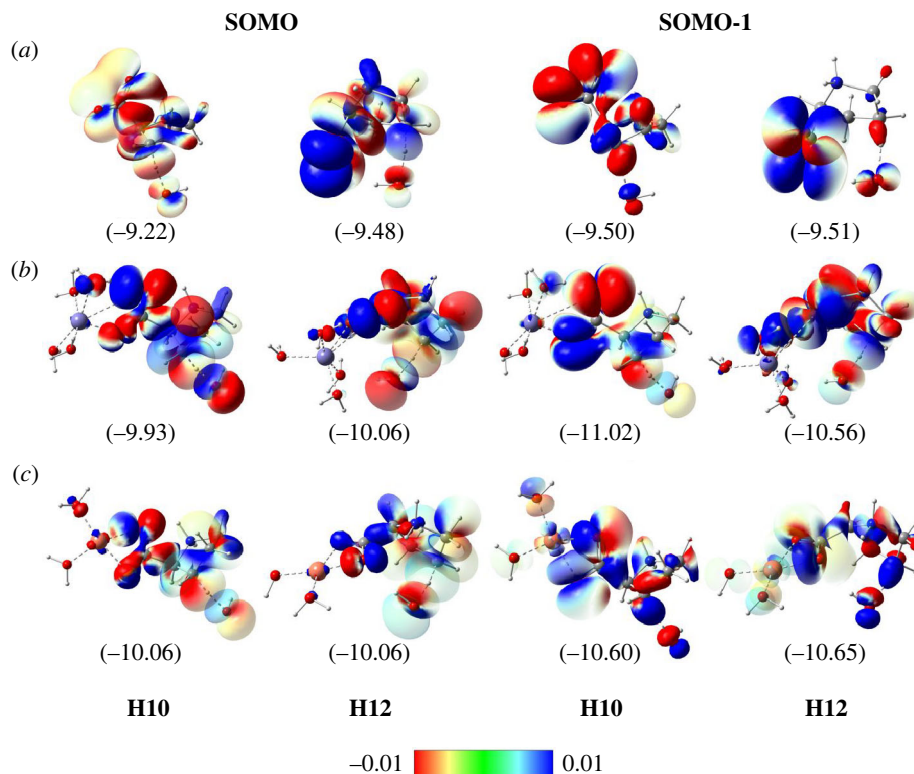 SOMO SOMO-1
(a)
(–9.22) (–9.48) (–9.50) (–9.51)
(b)
(–9.93) (–10.06) (–11.02) (–10.56)
(c)
(–10.06) (–10.06) (–10.60) (–10.65)
H10 H12 H10 H12
–0.01 0.01